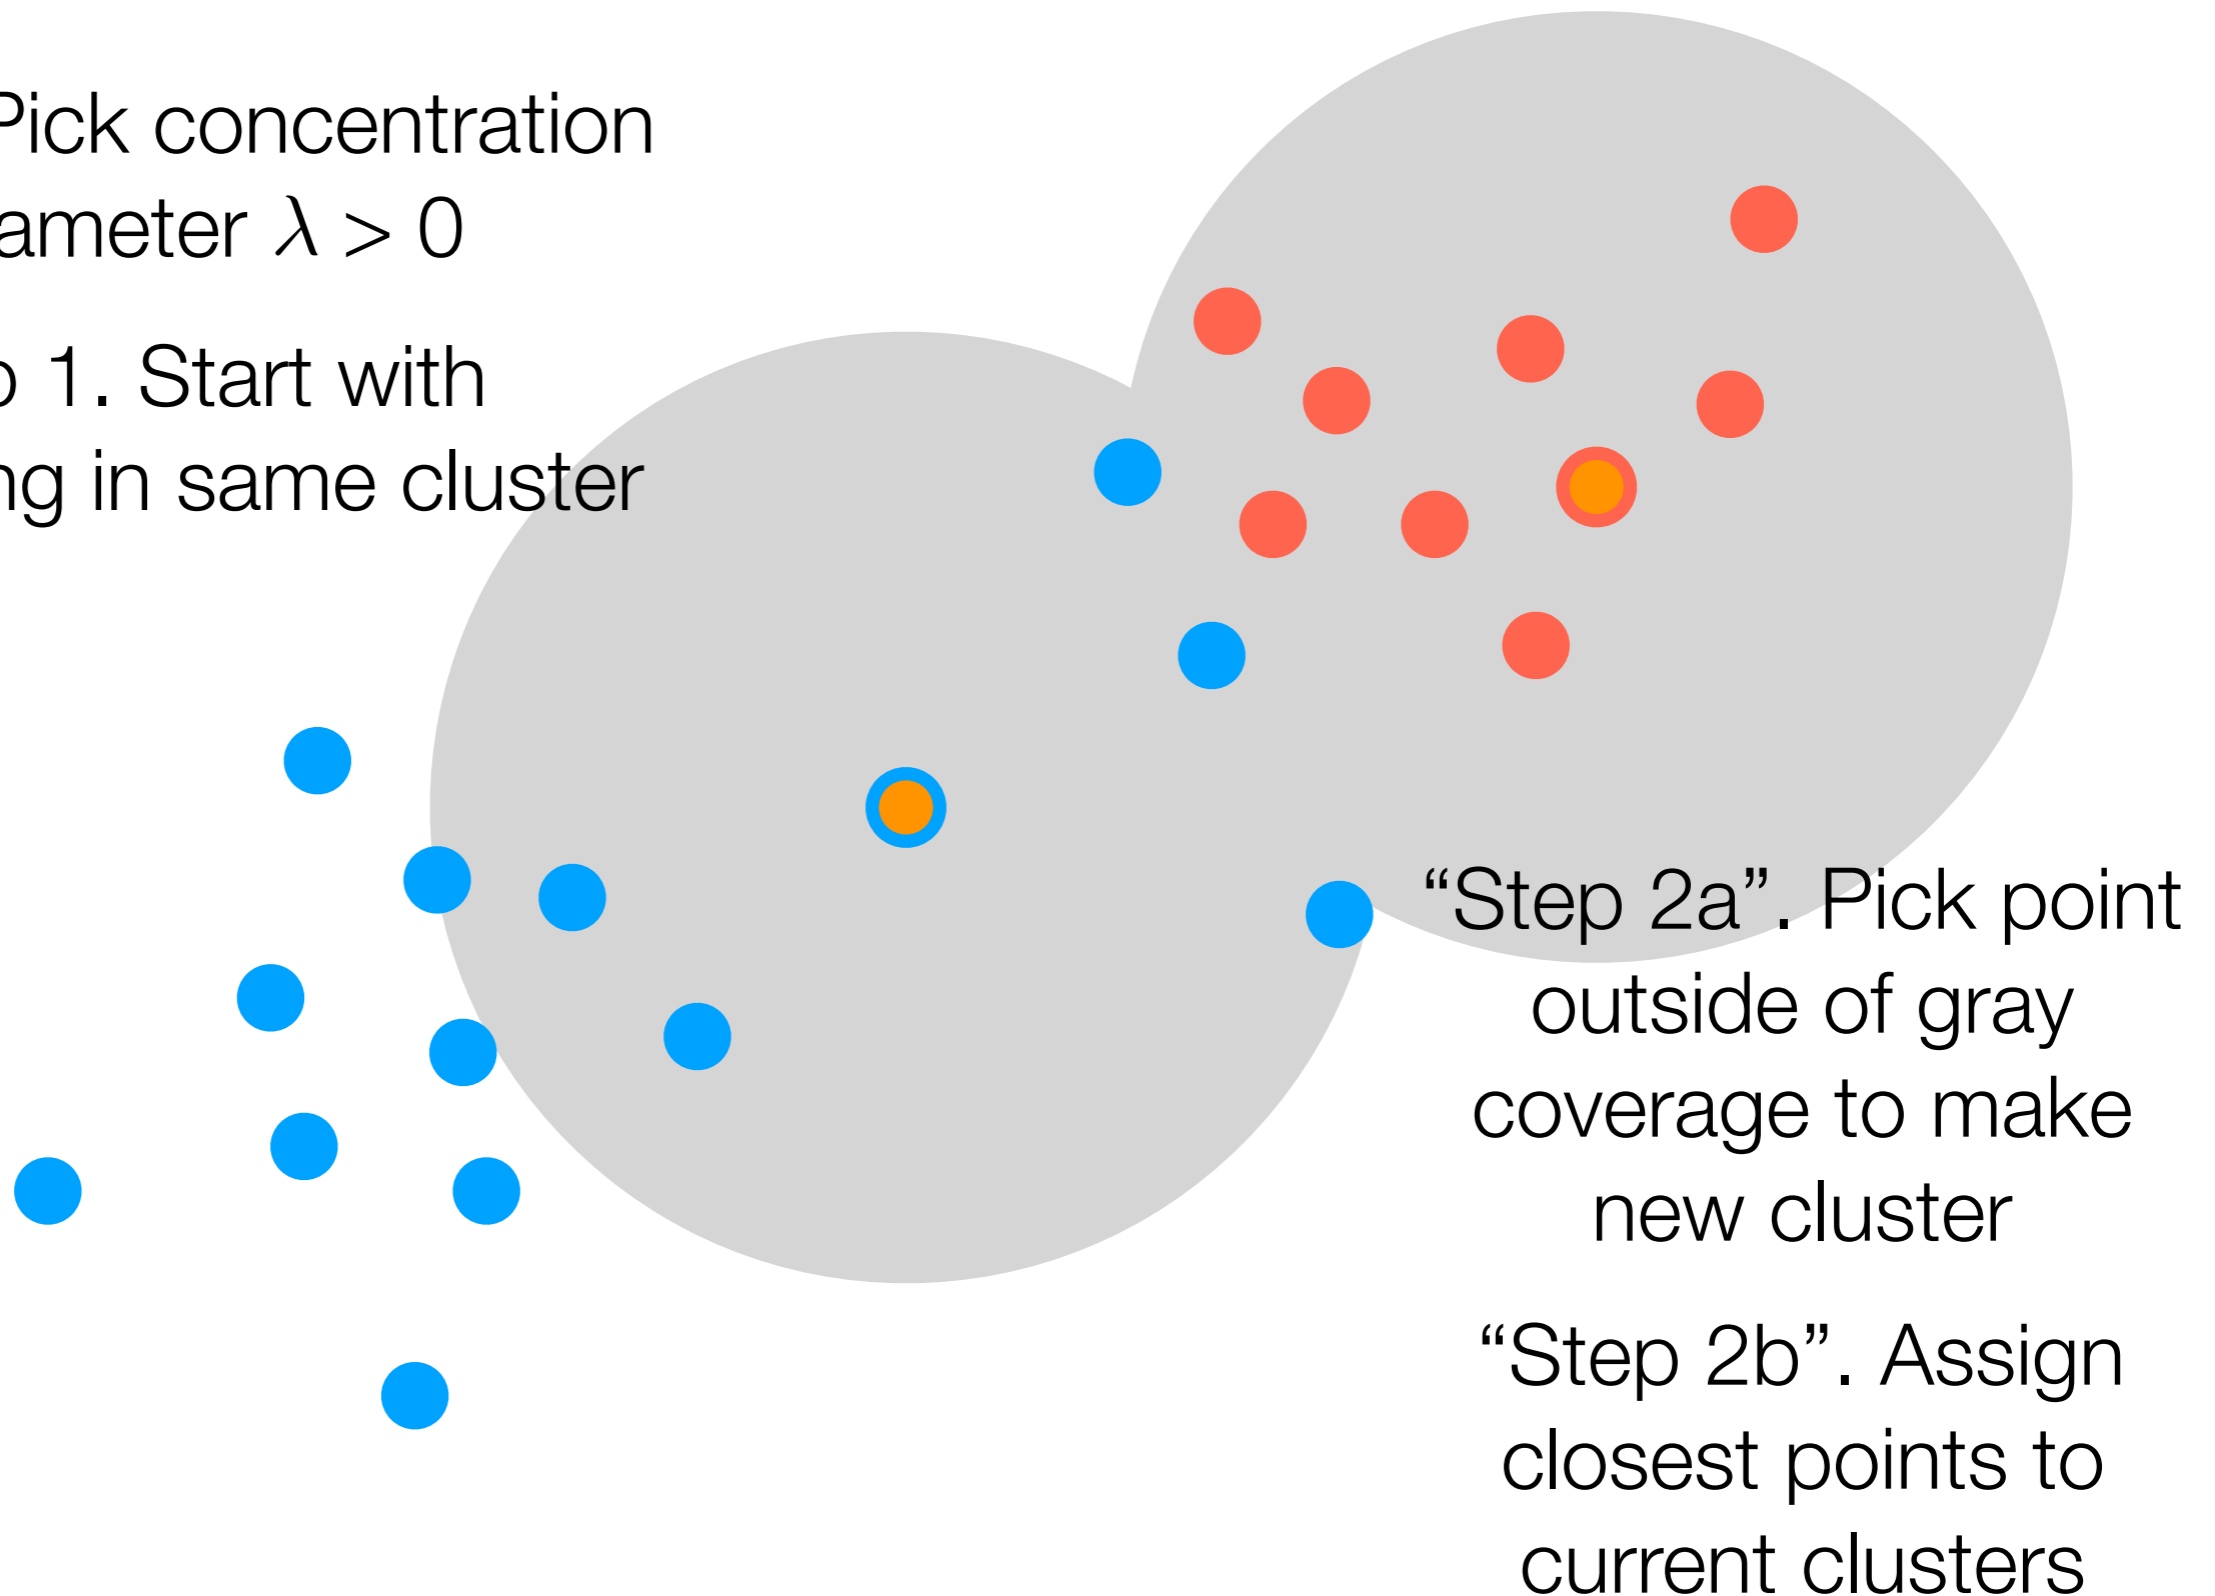 Pick concentration
ameter λ > 0
1. Start with
ng in same cluster
“Step 2a”. Pick point
outside of gray
coverage to make
new cluster
“Step 2b”. Assign
closest points to
current clusters